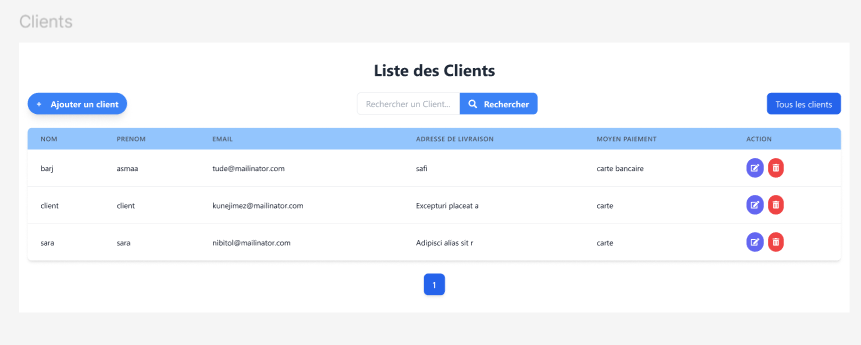 Clients
Liste des Clients
+ Ajouter un client
Rechercher un Client...
Rechercher
Tous les clients
NOM PRENOM EMAIL ADRESSE DE LIVRAISON MOYEN PAIEMENT ACTION
barj asmaa tude@mailinator.com safi carte bancaire
client client kunejimez@mailinator.com Excepturi placeat a carte
sara sara nibitol@mailinator.com Adipisci alias sit r carte
1